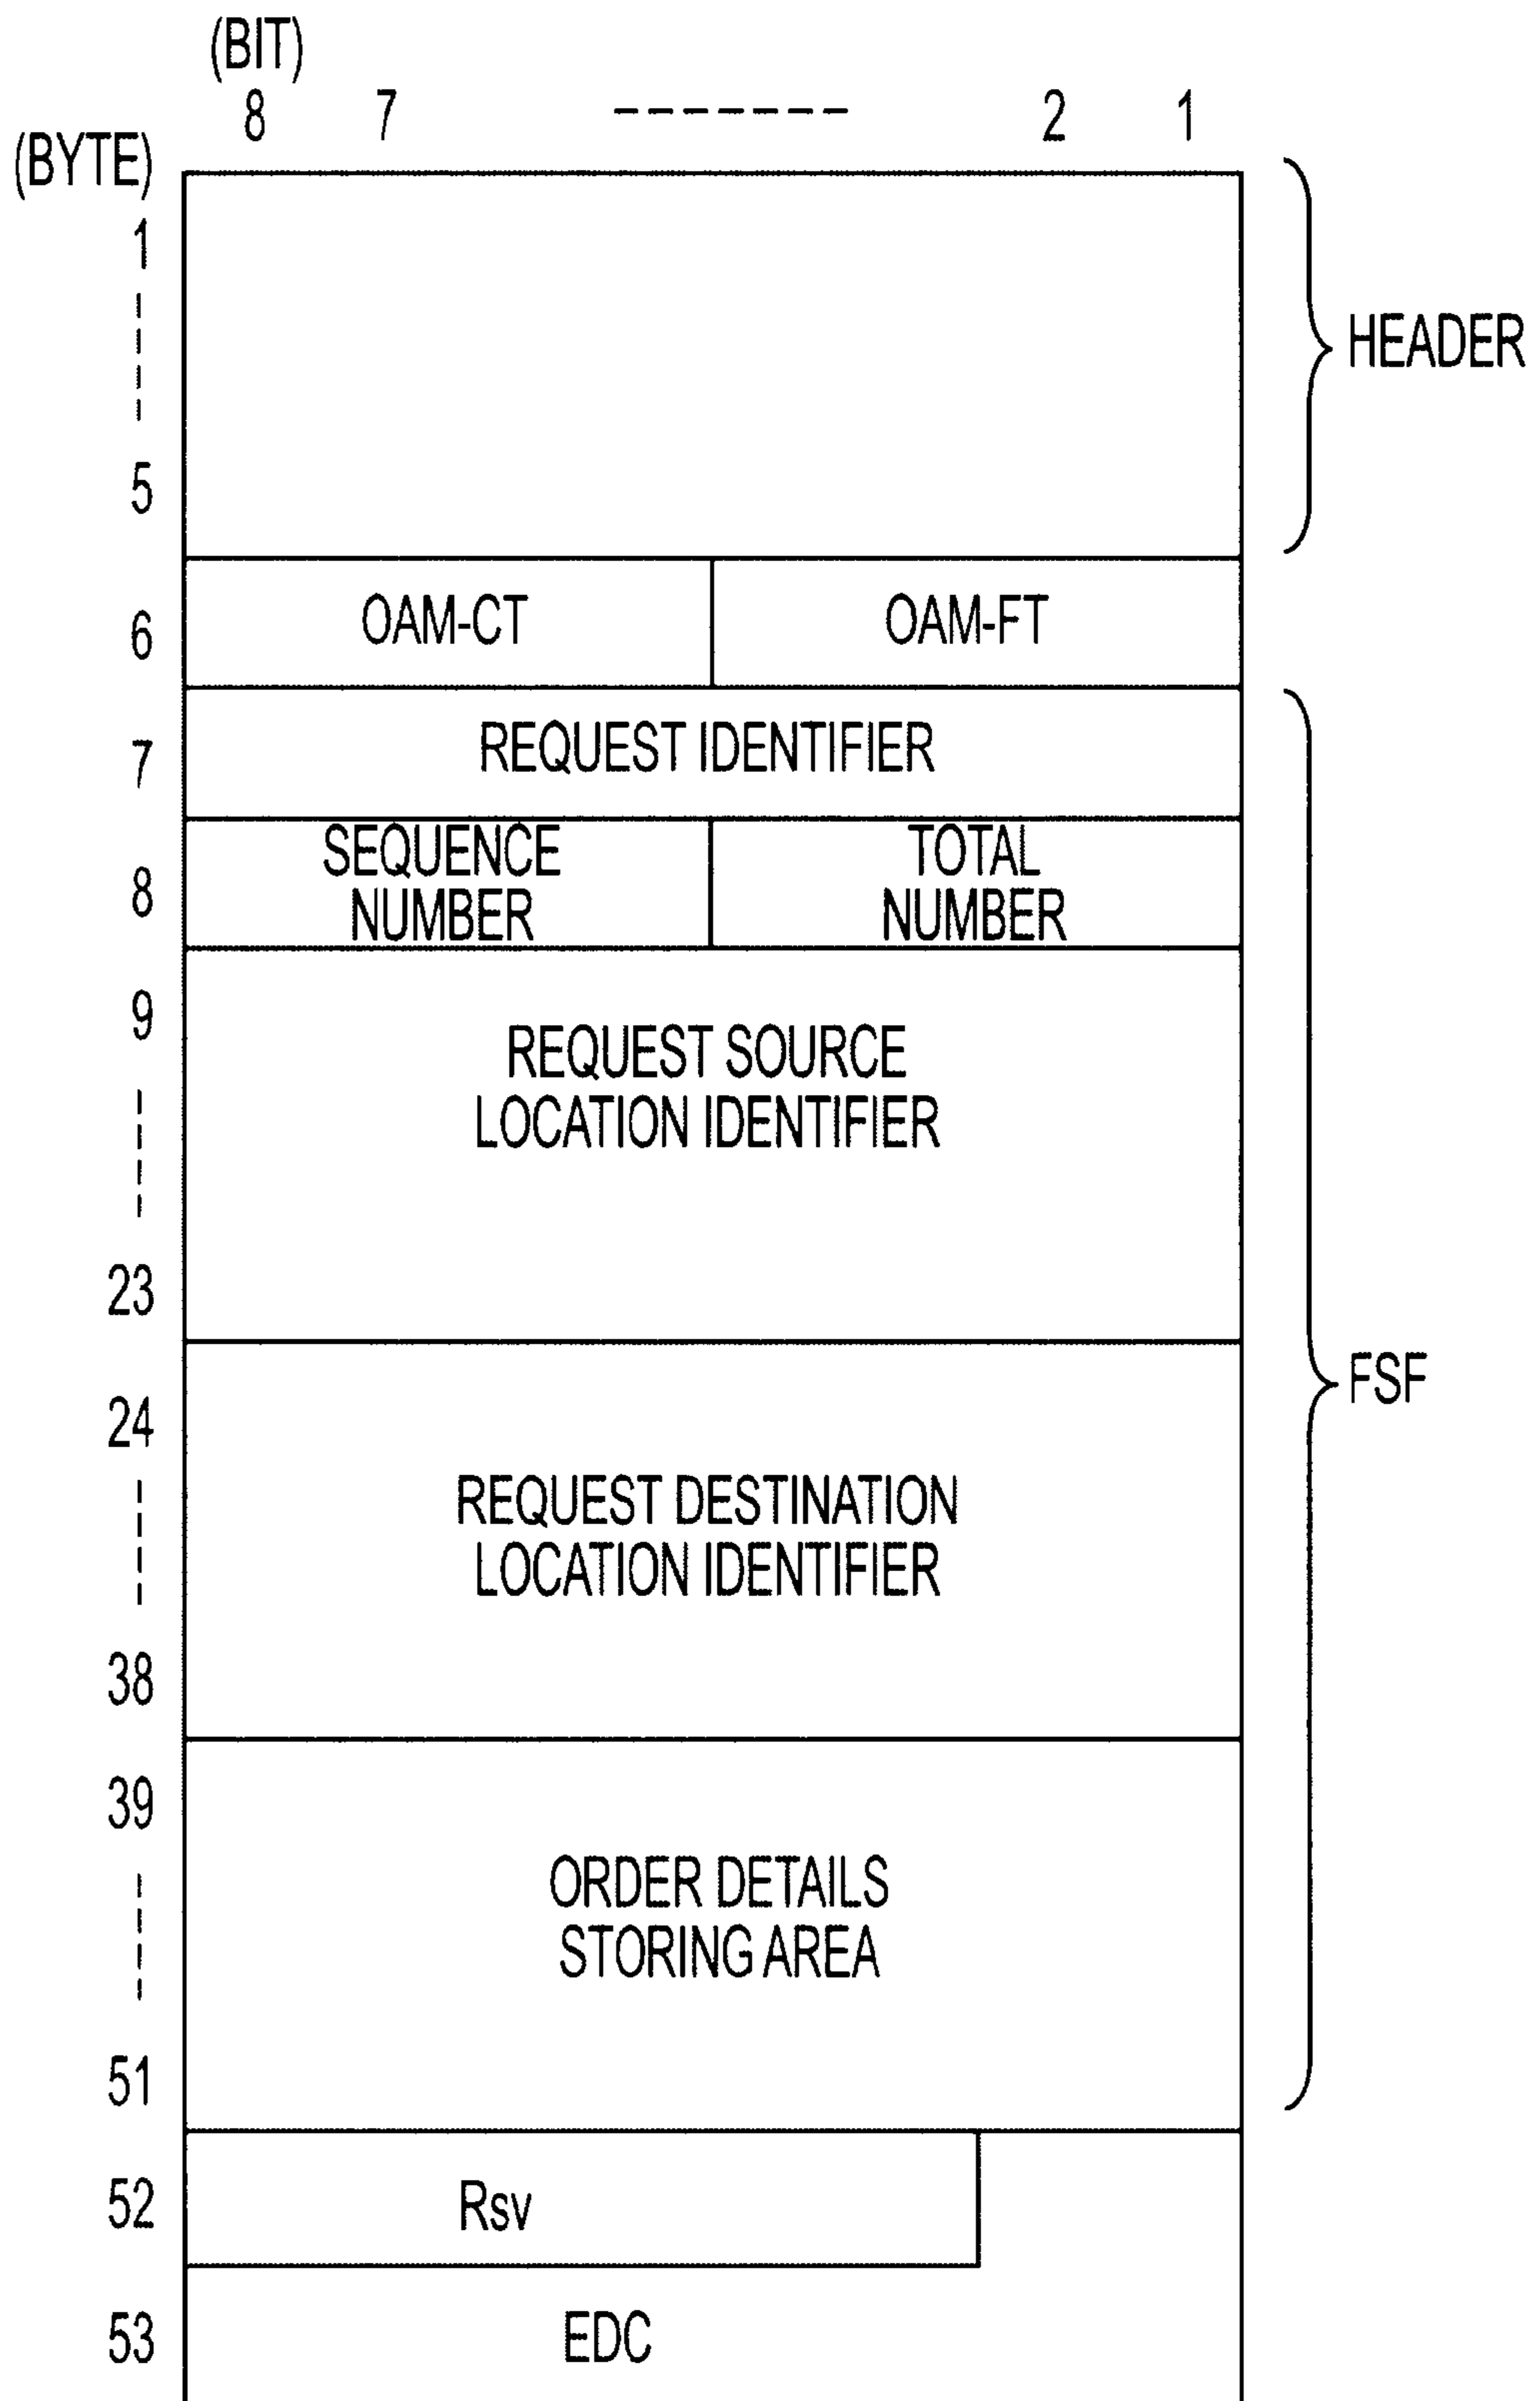 (BIT)
8 7 ------- 2 1
(BYTE)
1
5
HEADER
6 OAM-CT OAM-FT
7 REQUEST IDENTIFIER
8 SEQUENCE NUMBER TOTAL NUMBER
9
REQUEST SOURCE
LOCATION IDENTIFIER
23
24
REQUEST DESTINATION
LOCATION IDENTIFIER
38
FSF
39
ORDER DETAILS
STORING AREA
51
52 Rsv
53 EDC